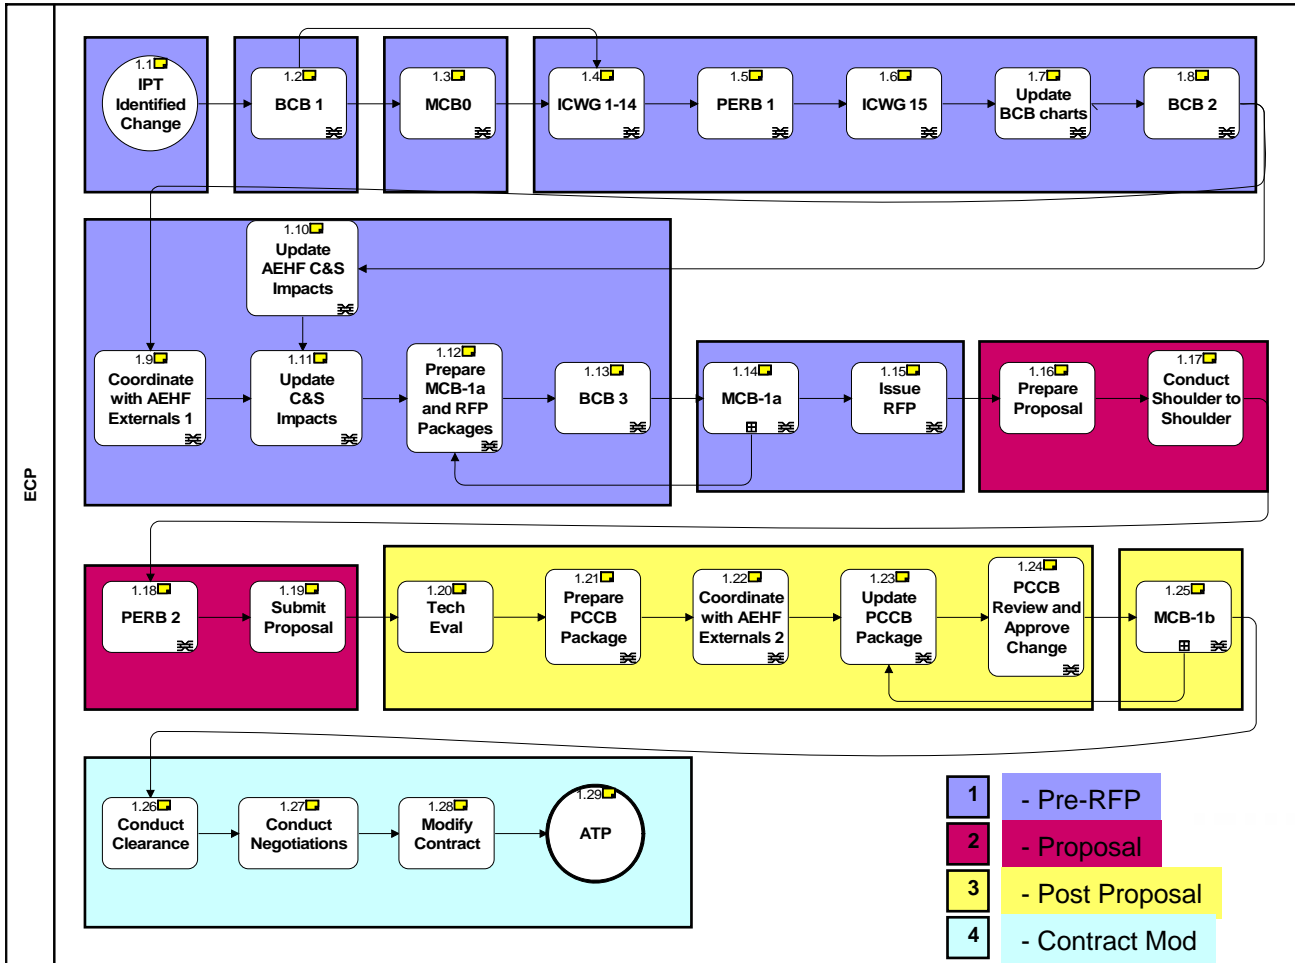 ECP
1.1
IPT
Identified
Change
1.2
BCB 1
1.3
MCB0
1.4
ICWG 1-14
1.5
PERB 1
1.6
ICWG 15
1.7
Update
BCB charts
1.8
BCB 2
1.10
Update
AEHF C&S
Impacts
1.9
Coordinate
with AEHF
Externals 1
1.11
Update
C&S
Impacts
1.12
Prepare
MCB-1a
and RFP
Packages
1.13
BCB 3
1.14
MCB-1a
1.15
Issue
RFP
1.16
Prepare
Proposal
1.17
Conduct
Shoulder to
Shoulder
1.18
PERB 2
1.19
Submit
Proposal
1.20
Tech
Eval
1.21
Prepare
PCCB
Package
1.22
Coordinate
with AEHF
Externals 2
1.23
Update
PCCB
Package
1.24
PCCB
Review and
Approve
Change
1.25
MCB-1b
1.26
Conduct
Clearance
1.27
Conduct
Negotiations
1.28
Modify
Contract
1.29
ATP
1 - Pre-RFP
2 - Proposal
3 - Post Proposal
4 - Contract Mod